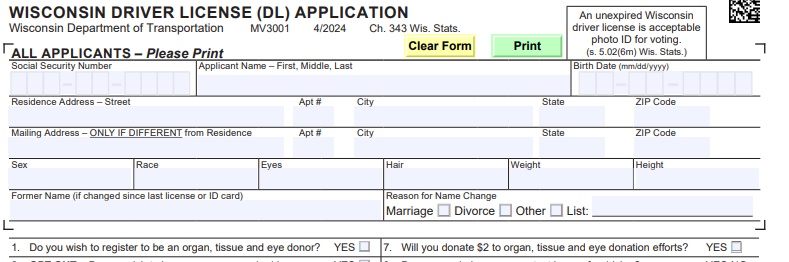 WISCONSIN DRIVER LICENSE (DL) APPLICATION
Wisconsin Department of Transportation MV3001 4/2024 Ch. 343 Wis. Stats.
Clear Form Print
An unexpired Wisconsin
driver license is acceptable
photo ID for voting.
(s. 5.02(6m) Wis. Stats.)
ALL APPLICANTS – Please Print
Social Security Number Applicant Name – First, Middle, Last Birth Date (mm/dd/yyyy)
Residence Address – Street Apt # City State ZIP Code
Mailing Address – ONLY IF DIFFERENT from Residence Apt # City State ZIP Code
Sex Race Eyes Hair Weight Height
Former Name (if changed since last license or ID card) Reason for Name Change
Marriage Divorce Other List:
1. Do you wish to register to be an organ, tissue and eye donor? YES 7. Will you donate $2 to organ, tissue and eye donation efforts? YES